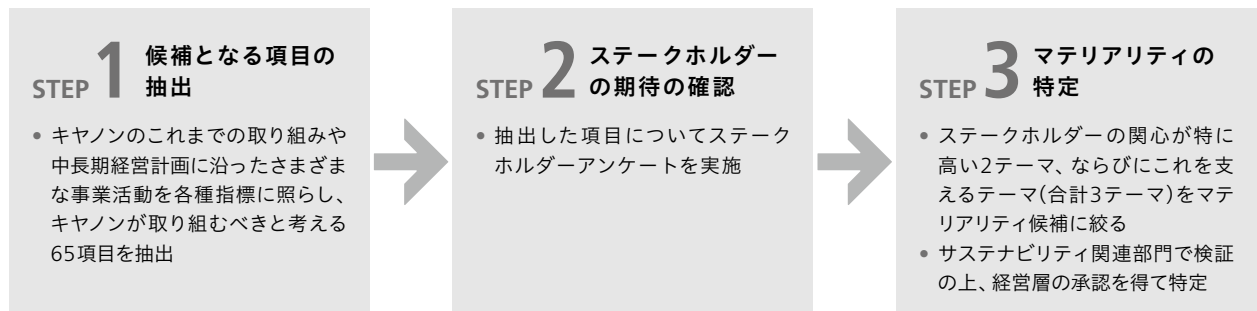 STEP 1 候補となる項目の
抽出
• キヤノンのこれまでの取り組みや
中長期経営計画に沿ったさまざま
な事業活動を各種指標に照らし、
キヤノンが取り組むべきと考える
65項目を抽出
STEP 2 ステークホルダー
の期待の確認
• 抽出した項目についてステーク
ホルダーアンケートを実施
STEP 3 マテリアリティの
特定
• ステークホルダーの関心が特に
高い2テーマ、ならびにこれを支
えるテーマ(合計3テーマ)をマテ
リアリティ候補に絞る
• サステナビリティ関連部門で検証
の上、経営層の承認を得て特定